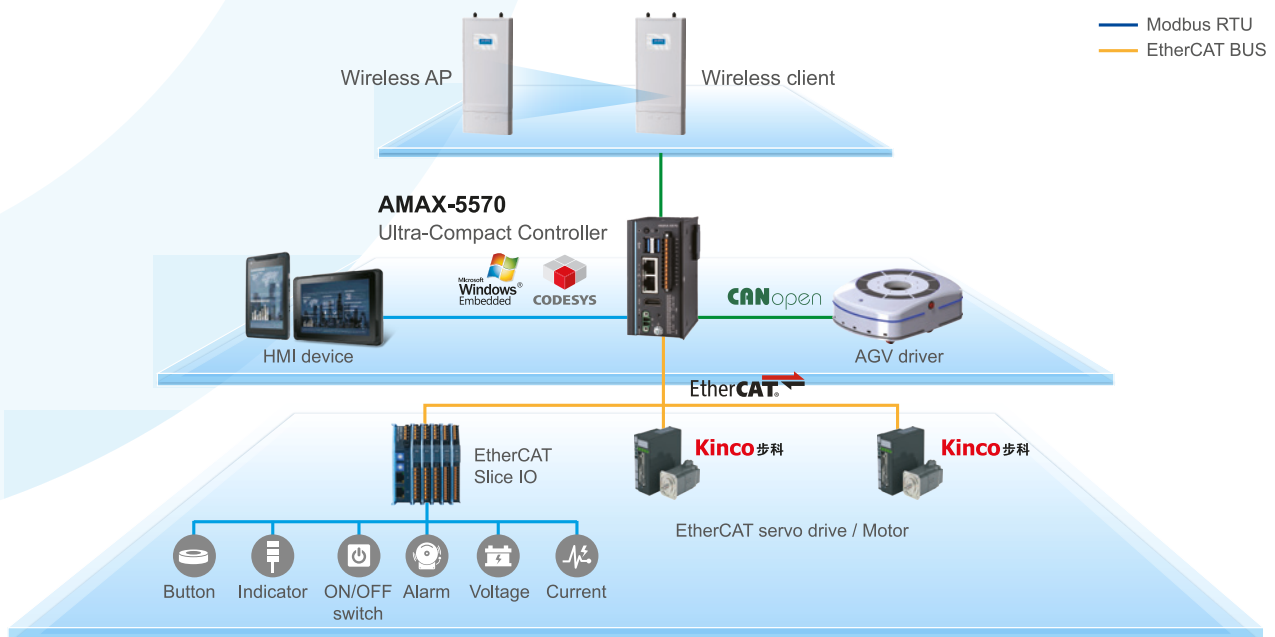 Modbus RTU
EtherCAT BUS
Wireless AP
Wireless client
AMAX-5570
Ultra-Compact Controller
Microsoft
Windows®
Embedded
CODESYS
CANopen
HMI device
AGV driver
EtherCAT®
EtherCAT
Slice IO
Kinco步科
Kinco步科
EtherCAT servo drive / Motor
Button
Indicator
ON/OFF
switch
Alarm
Voltage
Current